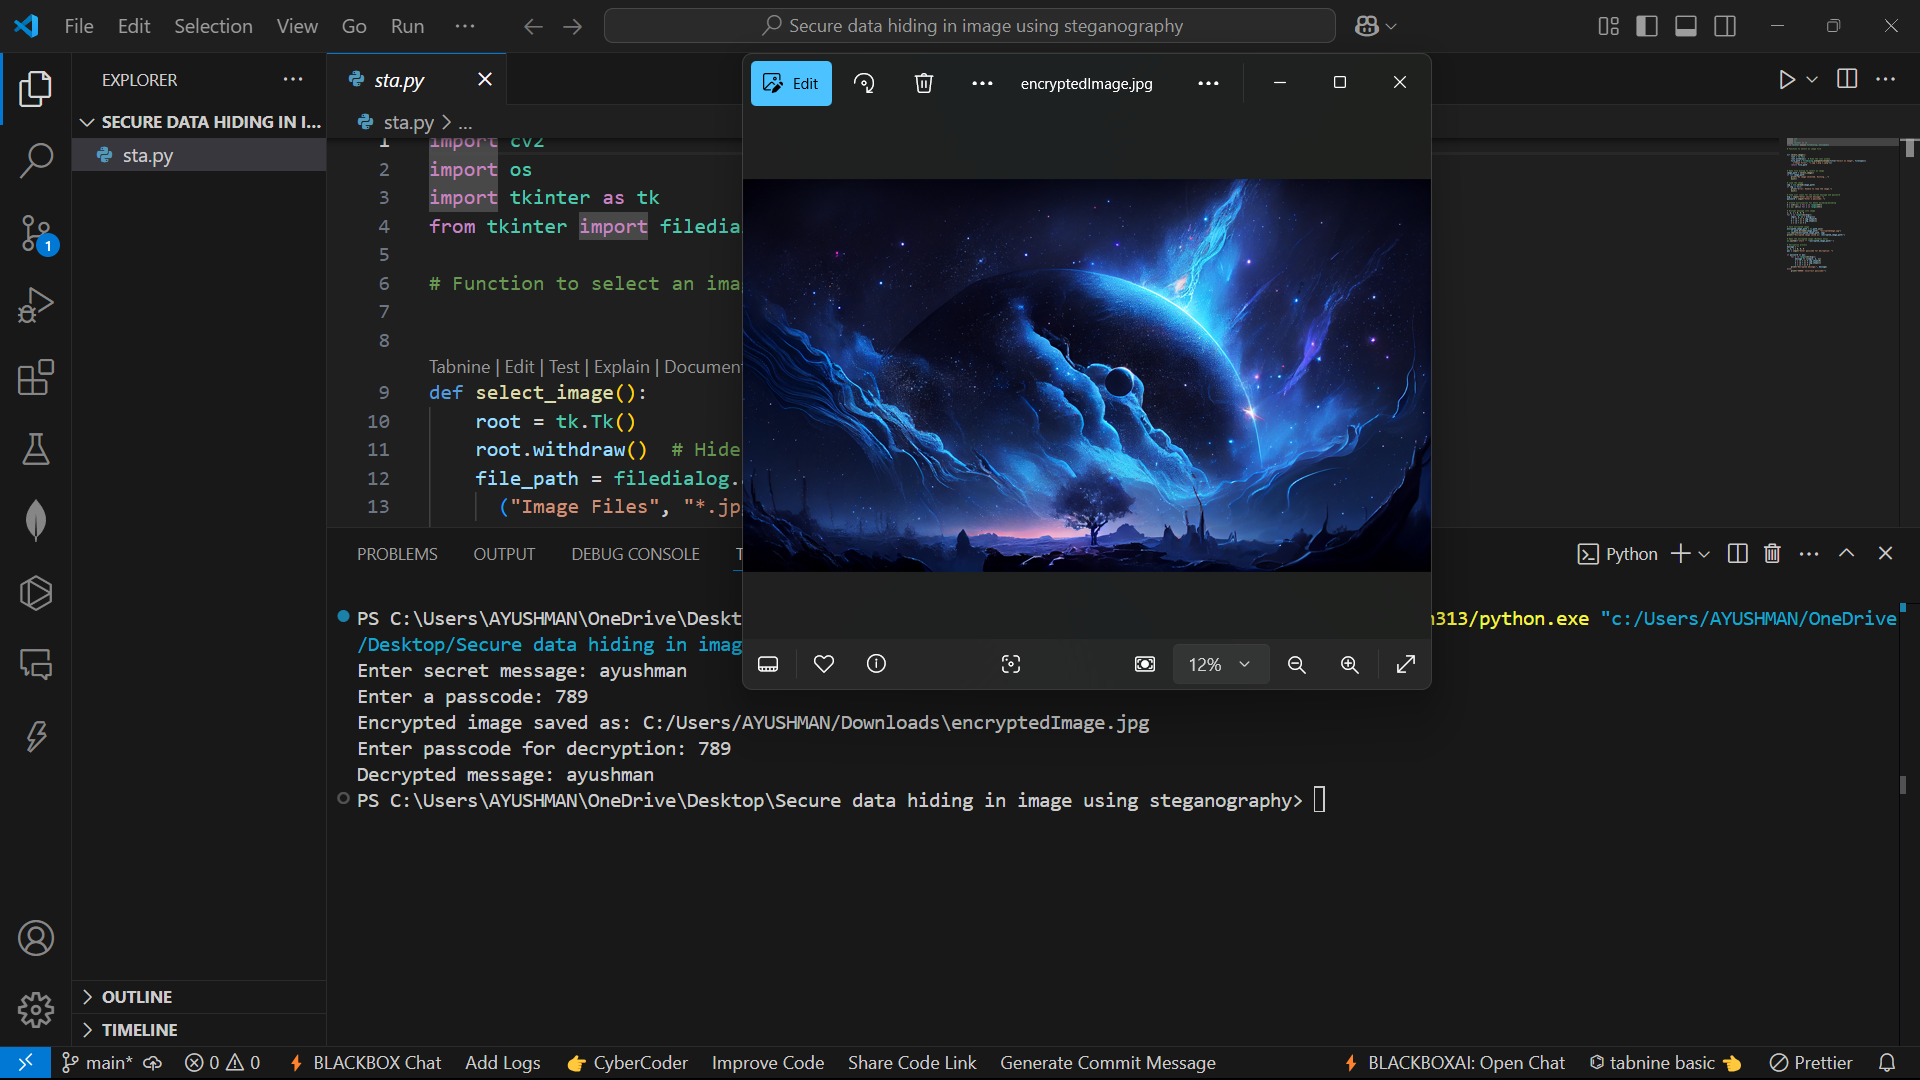 File Edit Selection View Go Run ···
Secure data hiding in image using steganography
EXPLORER
SECURE DATA HIDING IN I...
sta.py
OUTLINE
TIMELINE
1
sta.py
sta.py > ...
1 import cv2
2 import os
3 import tkinter as tk
4 from tkinter import filedia
5
6 # Function to select an ima
7
8
Tabnine | Edit | Test | Explain | Documen
9 def select_image():
10 root = tk.Tk()
11 root.withdraw() # Hide
12 file_path = filedialog.
13 ("Image Files", "*.jp
Edit
encryptedImage.jpg
12%
PROBLEMS OUTPUT DEBUG CONSOLE
Python
PS C:\Users\AYUSHMAN\OneDrive\Deskt
313/python.exe "c:/Users/AYUSHMAN/OneDrive
/Desktop/Secure data hiding in imag
Enter secret message: ayushman
Enter a passcode: 789
Encrypted image saved as: C:/Users/AYUSHMAN/Downloads\encryptedImage.jpg
Enter passcode for decryption: 789
Decrypted message: ayushman
PS C:\Users\AYUSHMAN\OneDrive\Desktop\Secure data hiding in image using steganography>
main* 0 0 BLACKBOX Chat Add Logs CyberCoder Improve Code Share Code Link Generate Commit Message BLACKBOXAI: Open Chat tabnine basic Prettier